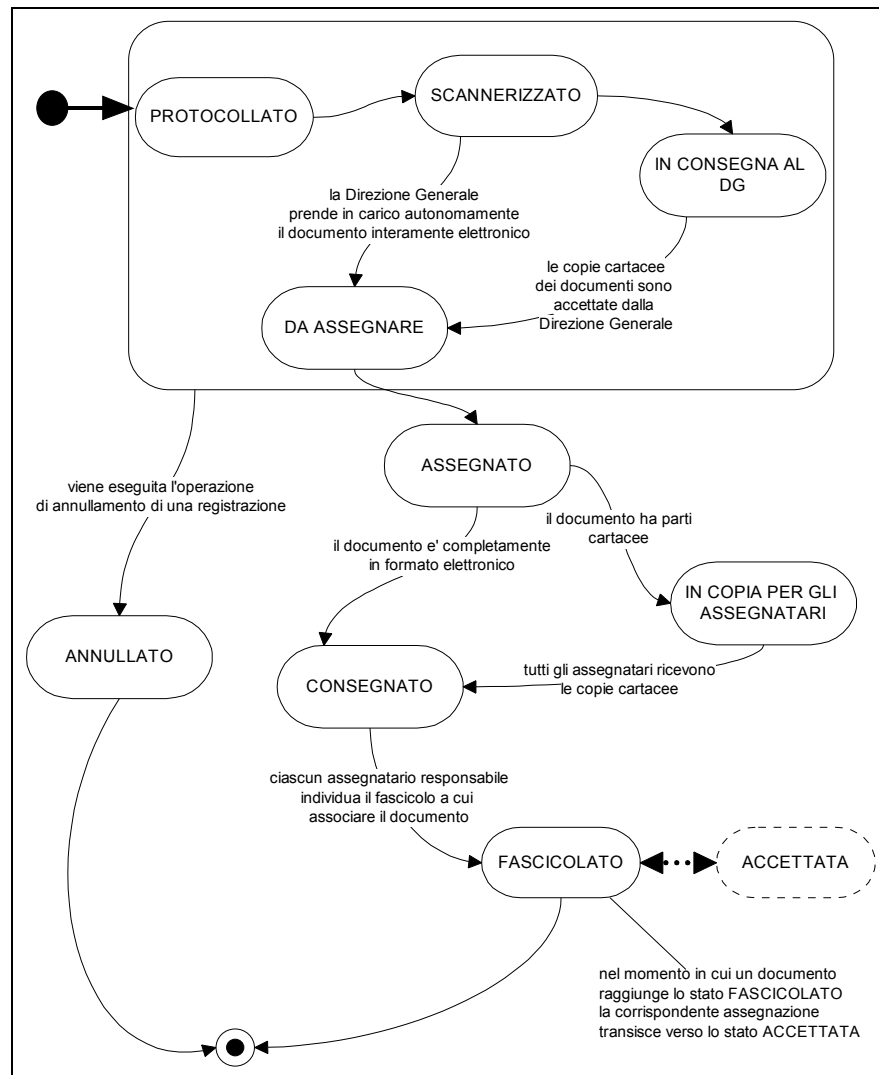 PROTOCOLLATO
SCANNERIZZATO
IN CONSEGNA AL
DG
la Direzione Generale
prende in carico autonomamente
il documento interamente elettronico
le copie cartacee
dei documenti sono
accettate dalla
Direzione Generale
DA ASSEGNARE
ASSEGNATO
viene eseguita l'operazione
di annullamento di una registrazione
il documento ha parti
cartacee
il documento e' completamente
in formato elettronico
IN COPIA PER GLI
ASSEGNATARI
ANNULLATO
CONSEGNATO
tutti gli assegnatari ricevono
le copie cartacee
ciascun assegnatario responsabile
individua il fascicolo a cui
associare il documento
FASCICOLATO
ACCETTATA
nel momento in cui un documento
raggiunge lo stato FASCICOLATO
la corrispondente assegnazione
transisce verso lo stato ACCETTATA